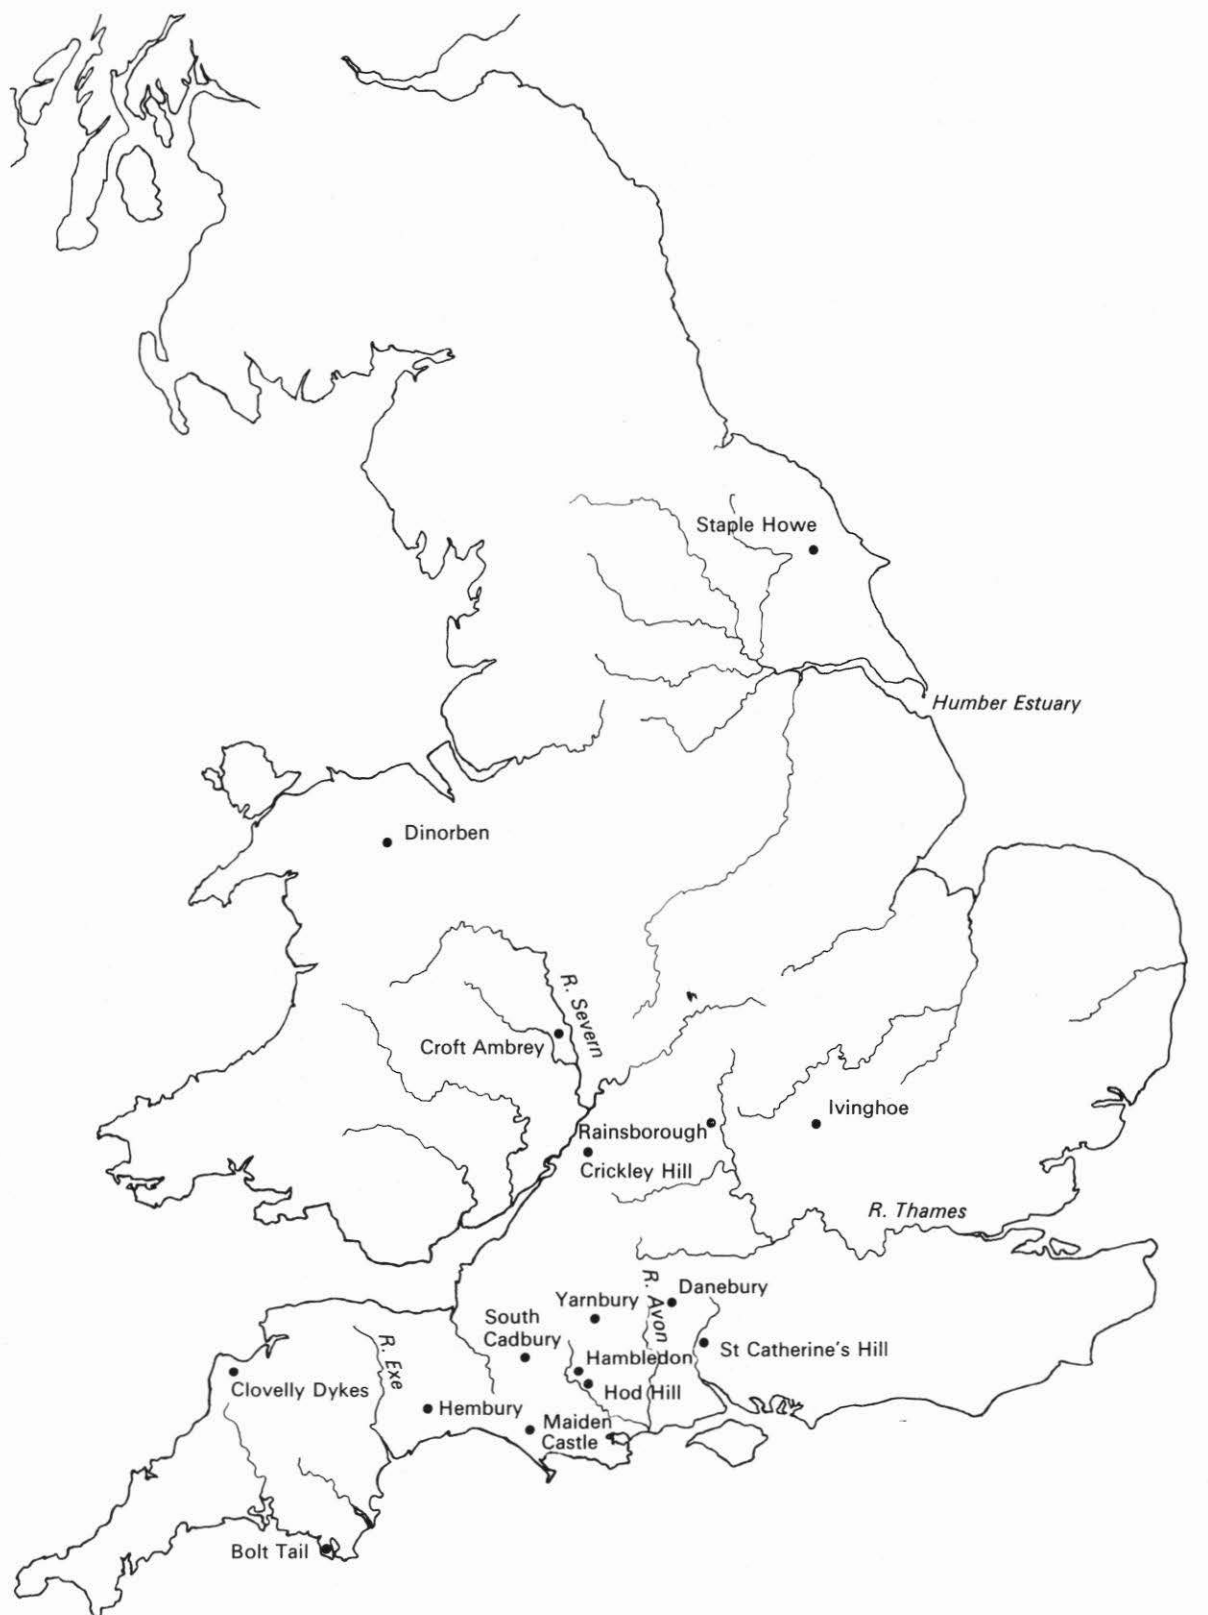 Staple Howe
Humber Estuary
Dinorben
R. Severn
Croft Ambrey
Ivinghoe
Rainsborough
Crickley Hill
R. Thames
R. Avon
Danebury
Yarnbury
South
Cadbury
St Catherine's Hill
Hambledon
R. Exe
Clovelly Dykes
Hod Hill
Hembury
Maiden
Castle
Bolt Tail